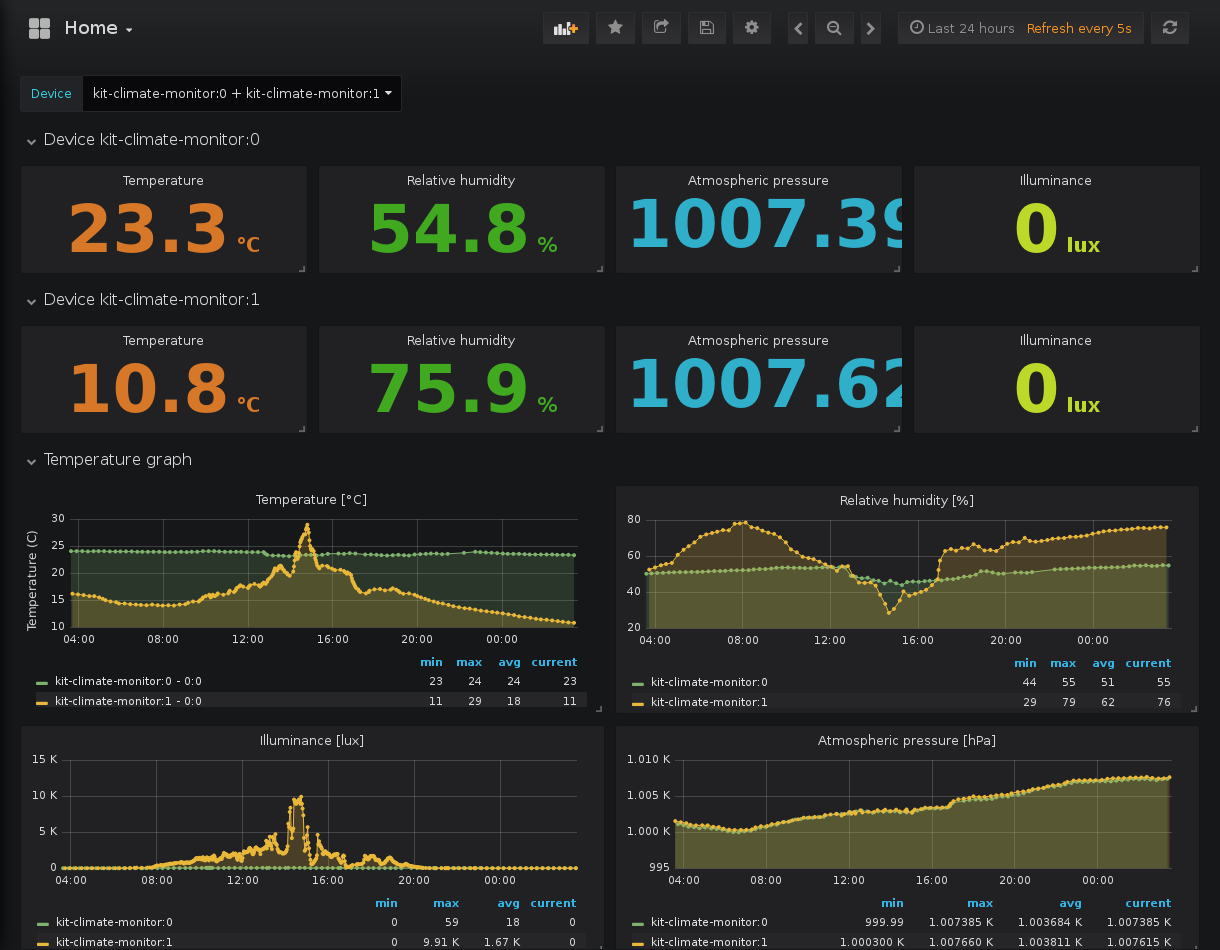 Home
Last 24 hours Refresh every 5s
Device kit-climate-monitor:0 + kit-climate-monitor:1
Device kit-climate-monitor:0
Temperature Relative humidity Atmospheric pressure Illuminance
23.3 °C 54.8 % 1007.39 0 lux
Device kit-climate-monitor:1
Temperature Relative humidity Atmospheric pressure Illuminance
10.8 °C 75.9 % 1007.62 0 lux
Temperature graph
Temperature [°C]
Temperature (C)
30
25
20
15
10
04:00 08:00 12:00 16:00 20:00 00:00
min max avg current
kit-climate-monitor:0 - 0:0 23 24 24 23
kit-climate-monitor:1 - 0:0 11 29 18 11
Relative humidity [%]
80
60
40
20
04:00 08:00 12:00 16:00 20:00 00:00
min max avg current
kit-climate-monitor:0 44 55 51 55
kit-climate-monitor:1 29 79 62 76
Illuminance [lux]
15 K
10 K
5 K
0
04:00 08:00 12:00 16:00 20:00 00:00
min max avg current
kit-climate-monitor:0 0 59 18 0
kit-climate-monitor:1 0 9.91 K 1.67 K 0
Atmospheric pressure [hPa]
1.010 K
1.005 K
1.000 K
995
04:00 08:00 12:00 16:00 20:00 00:00
min max avg current
kit-climate-monitor:0 999.99 1.007385 K 1.003684 K 1.007385 K
kit-climate-monitor:1 1.000300 K 1.007660 K 1.003811 K 1.007615 K